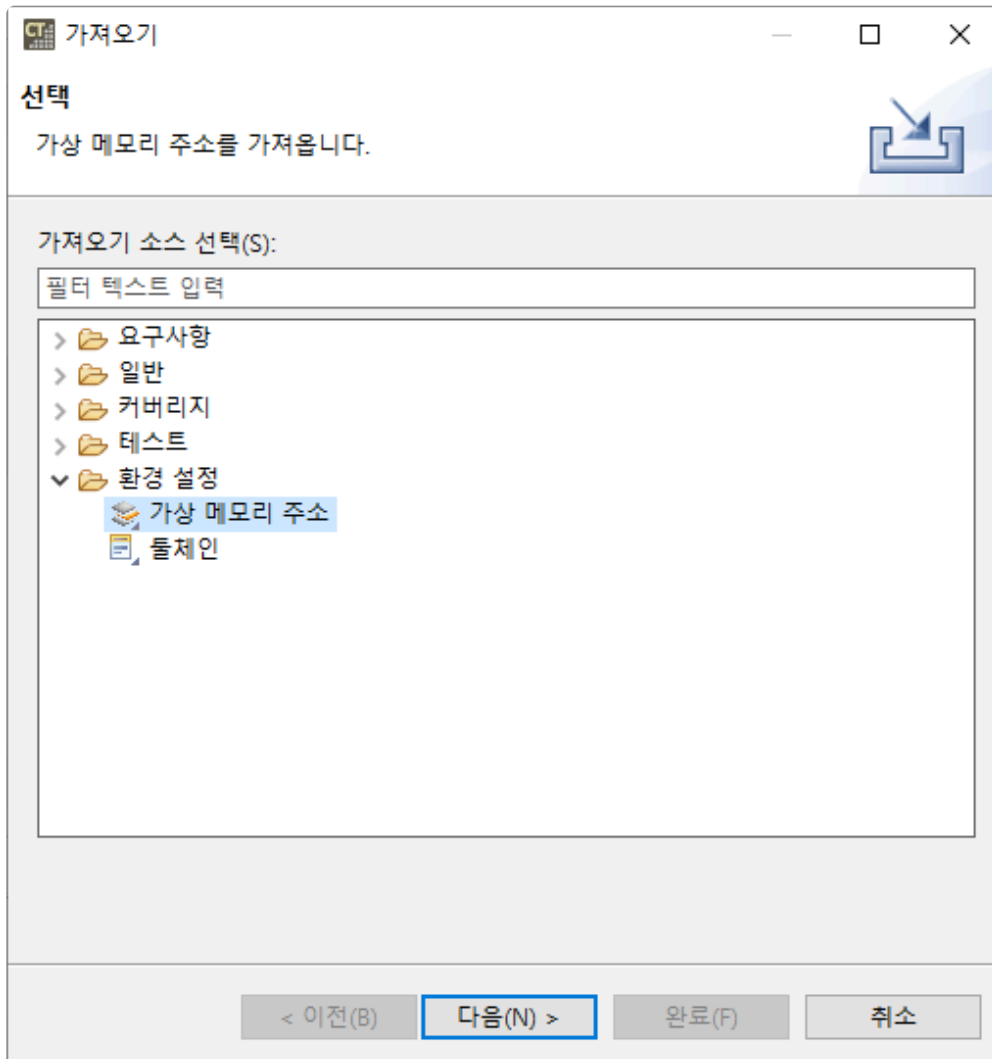 CT 가져오기
선택
가상 메모리 주소를 가져옵니다.
가져오기 소스 선택(S):
필터 텍스트 입력
요구사항
일반
커버리지
테스트
환경 설정
가상 메모리 주소
툴체인
< 이전(B) 다음(N) > 완료(F) 취소